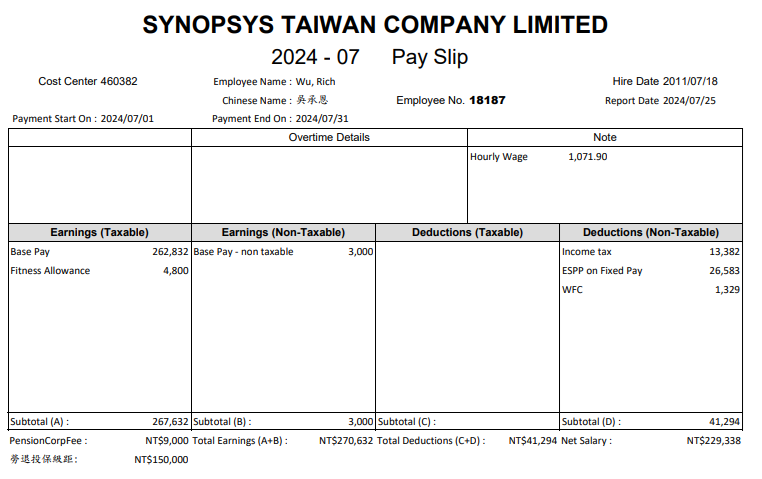 SYNOPSYS TAIWAN COMPANY LIMITED
2024 - 07 Pay Slip
Cost Center 460382 Employee Name : Wu, Rich Hire Date 2011/07/18
Chinese Name : 吳承恩 Employee No. 18187 Report Date 2024/07/25
Payment Start On : 2024/07/01 Payment End On : 2024/07/31
Overtime Details Note
Hourly Wage 1,071.90
Earnings (Taxable) Earnings (Non-Taxable) Deductions (Taxable) Deductions (Non-Taxable)
Base Pay 262,832 Base Pay - non taxable 3,000 Income tax 13,382
Fitness Allowance 4,800 ESPP on Fixed Pay 26,583
WFC 1,329
Subtotal (A) : 267,632 Subtotal (B) : 3,000 Subtotal (C) : Subtotal (D) : 41,294
PensionCorpFee : NT$9,000 Total Earnings (A+B) : NT$270,632 Total Deductions (C+D) : NT$41,294 Net Salary : NT$229,338
勞退投保級距: NT$150,000